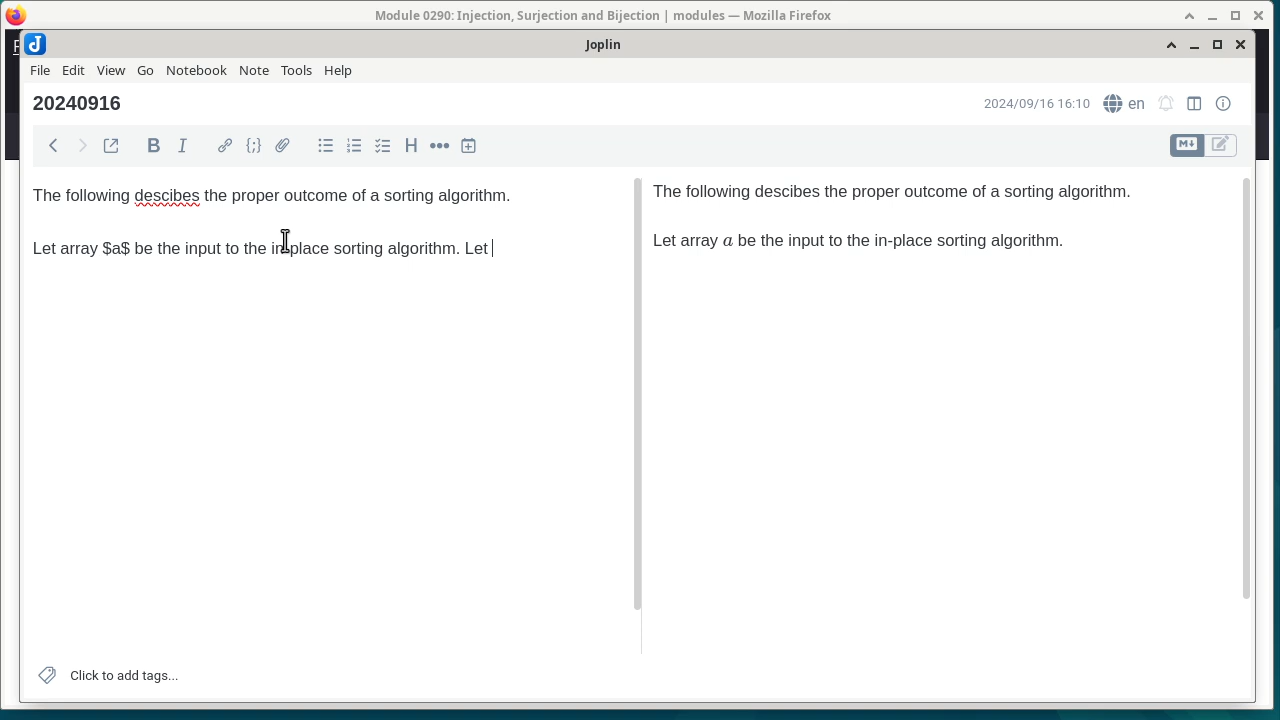 Module 0290: Injection, Surjection and Bijection | modules — Mozilla Firefox
Joplin
File Edit View Go Notebook Note Tools Help
20240916
2024/09/16 16:10 en
The following descibes the proper outcome of a sorting algorithm.
Let array $a$ be the input to the in-place sorting algorithm. Let
The following descibes the proper outcome of a sorting algorithm.
Let array a be the input to the in-place sorting algorithm.
Click to add tags...